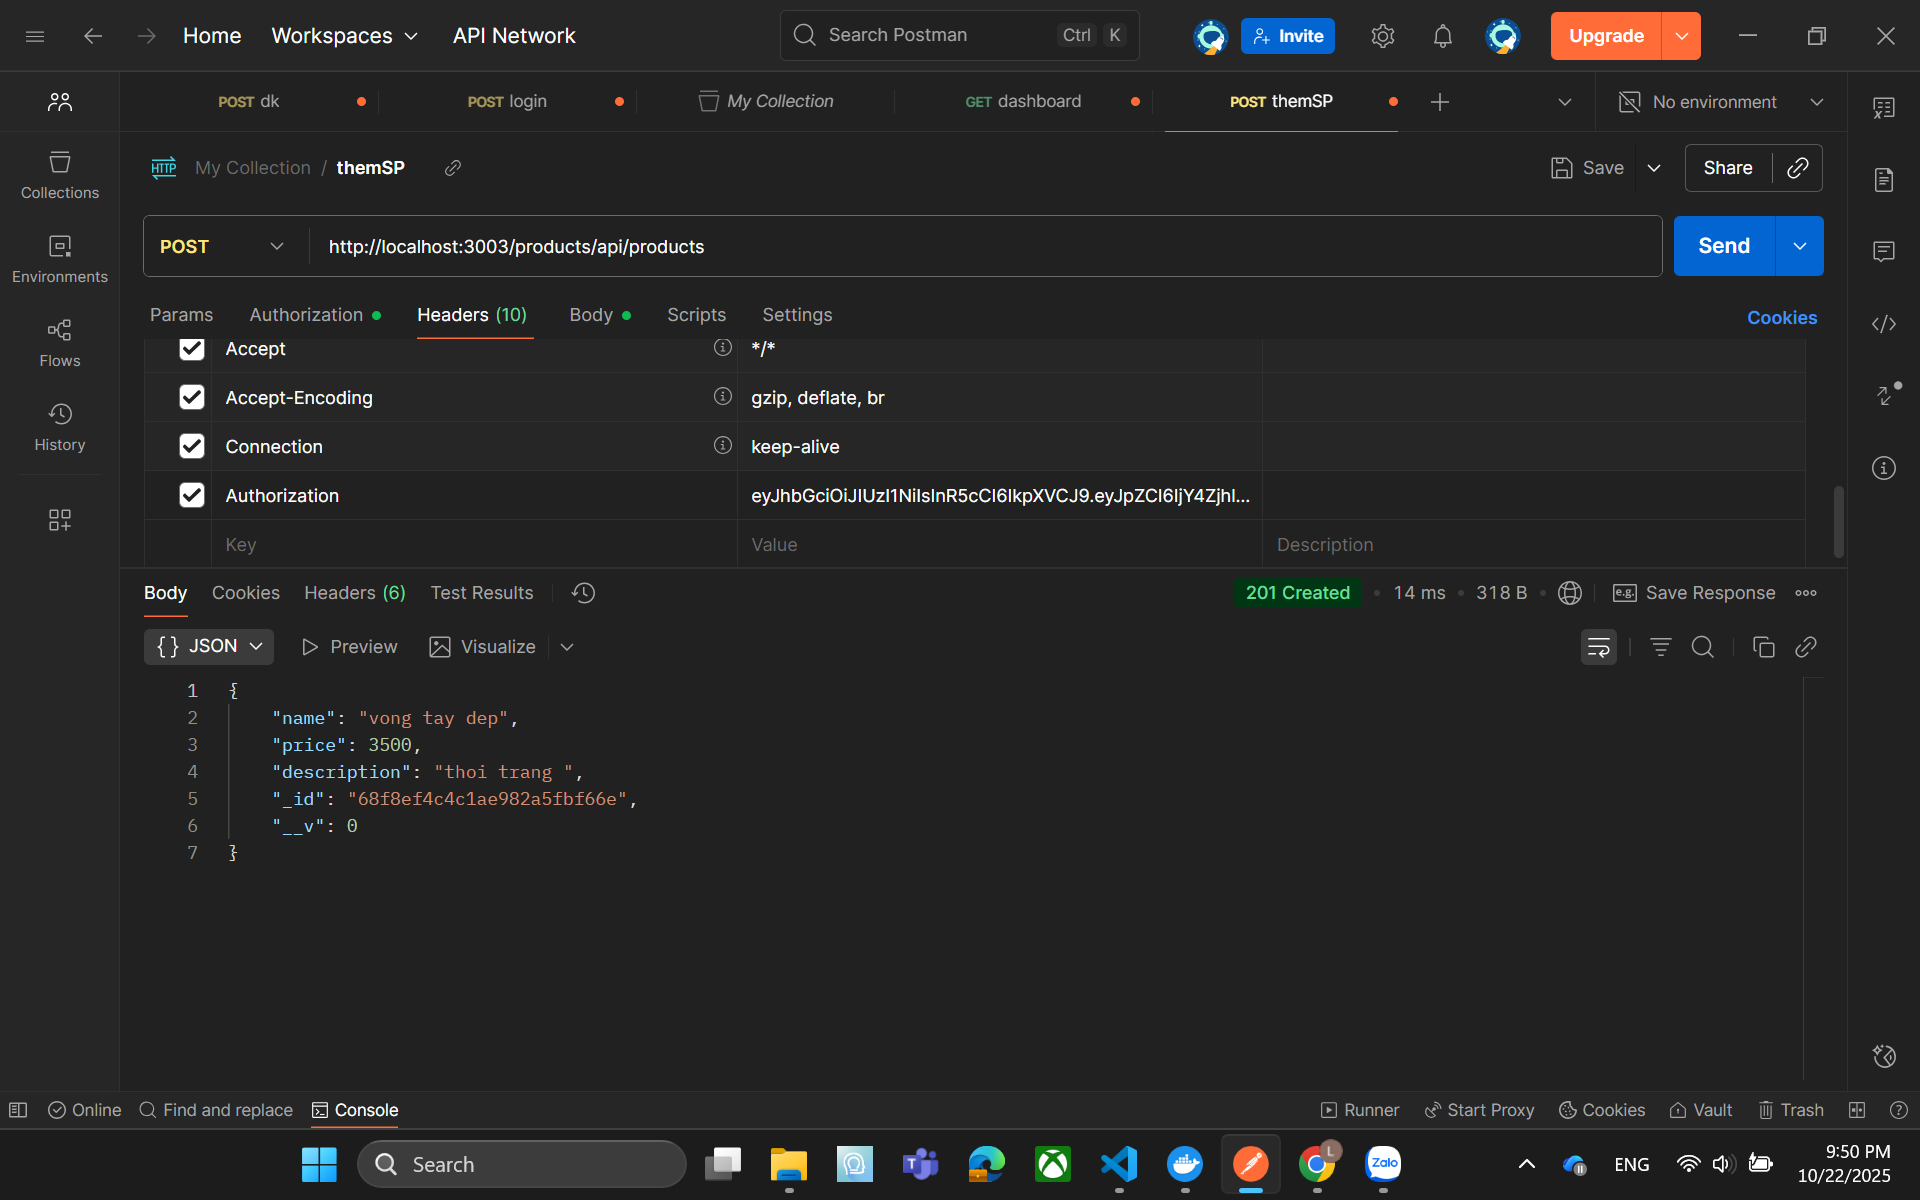 Home Workspaces API Network Search Postman Ctrl K Invite Upgrade
POST dk POST login My Collection GET dashboard POST themSP No environment
HTTP My Collection / themSP Save Share
Collections
POST http://localhost:3003/products/api/products Send
Environments
Params Authorization Headers (10) Body Scripts Settings Cookies
Flows
Accept */*
Accept-Encoding gzip, deflate, br
History
Connection keep-alive
Authorization
Key Value Description
Body Cookies Headers (6) Test Results 201 Created • 14 ms • 318 B • e.g. Save Response
{} JSON Preview Visualize
1 {
2 "name": "vong tay dep",
3 "price": 3500,
4 "description": "thoi trang ",
5 "_id": "68f8ef4c4c1ae982a5fbf66e",
6 "__v": 0
7 }
Online Find and replace Console Runner Start Proxy Cookies Vault Trash
Search T L Zalo ENG 9:50 PM
10/22/2025